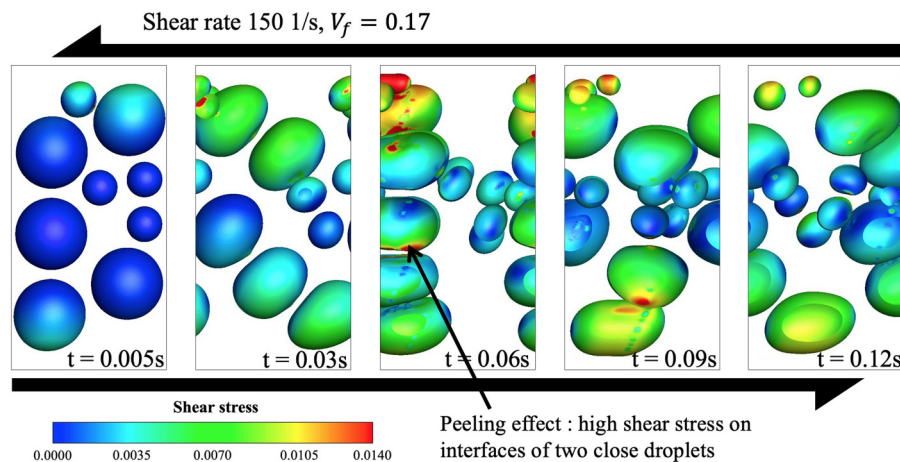 Shear rate 150 1/s, V_f = 0.17
t = 0.005s
t = 0.03s
t = 0.06s
t = 0.09s
t = 0.12s
Shear stress
0.0000 0.0035 0.0070 0.0105 0.0140
Peeling effect : high shear stress on
interfaces of two close droplets